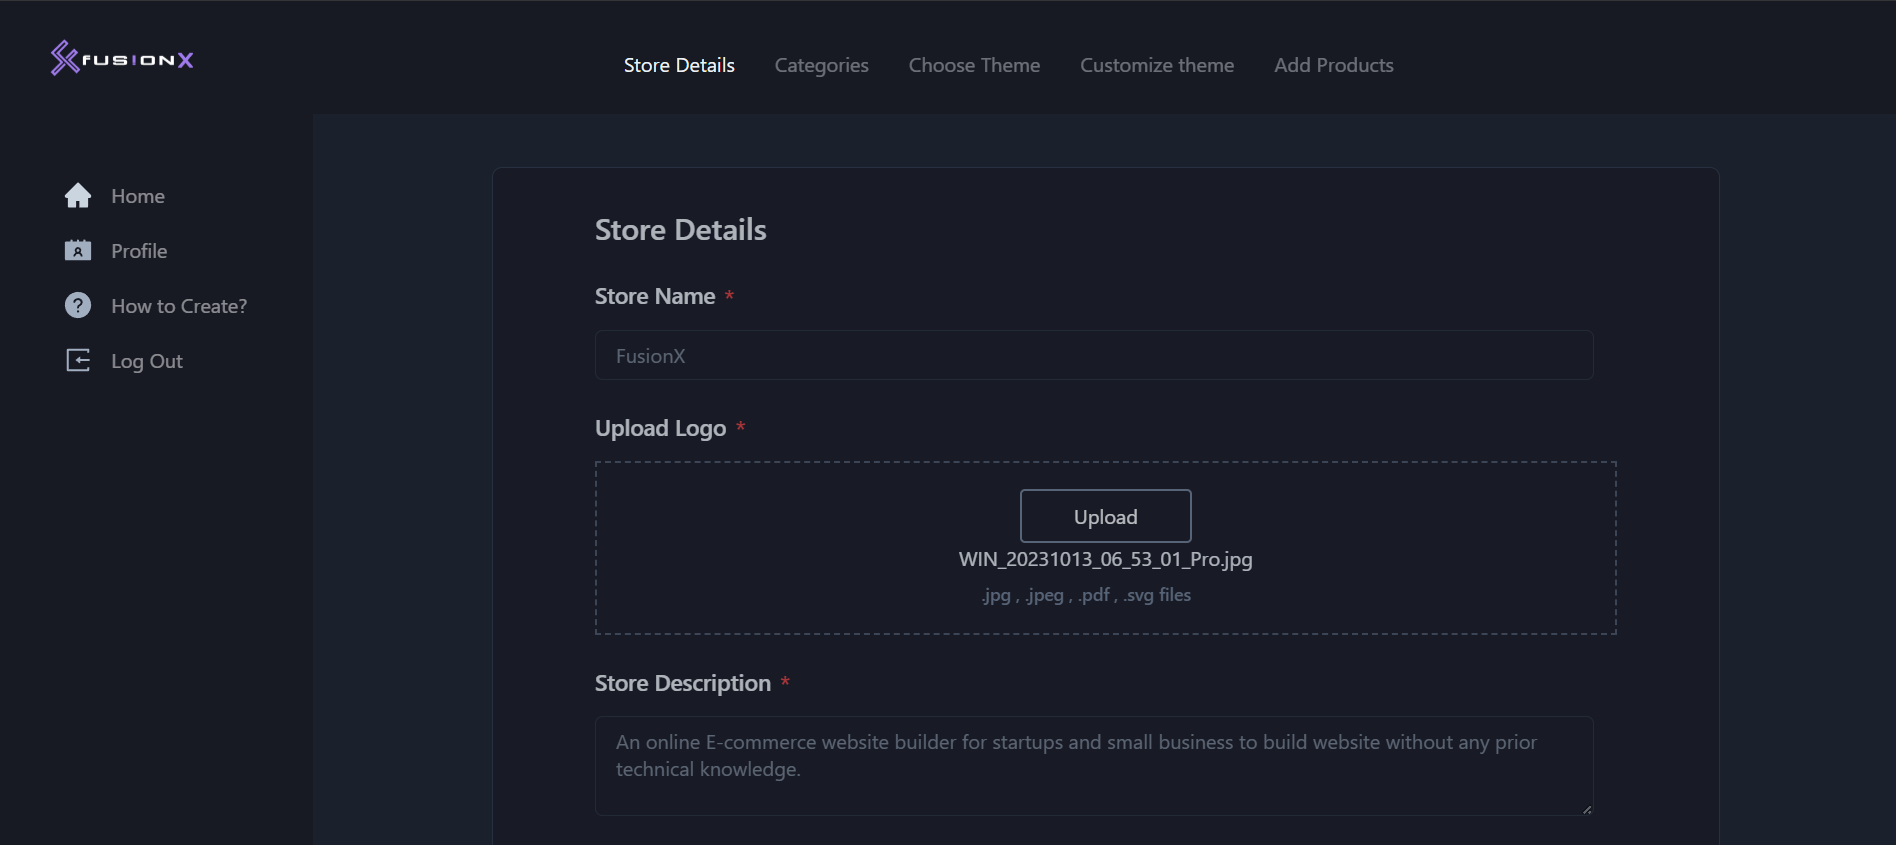 fusionX
Store Details
Categories
Choose Theme
Customize theme
Add Products
Home
Profile
How to Create?
Log Out
Store Details
Store Name *
FusionX
Upload Logo *
Upload
WIN_20231013_06_53_01_Pro.jpg
.jpg , .jpeg , .pdf , .svg files
Store Description *
An online E-commerce website builder for startups and small business to build website without any prior
technical knowledge.